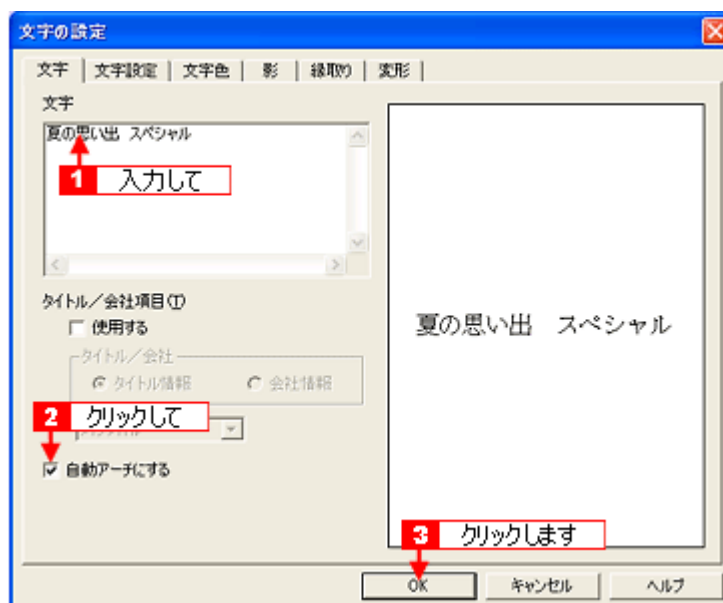 文字の設定
文字 文字設定 文字色 影 縁取り 変形
文字
夏の思い出 スペシャル
1 入力して
タイトル/会社項目(T)
使用する
夏の思い出 スペシャル
タイトル/会社
タイトル情報 会社情報
2 クリックして
自動アーチにする
3 クリックします
OK キャンセル ヘルプ